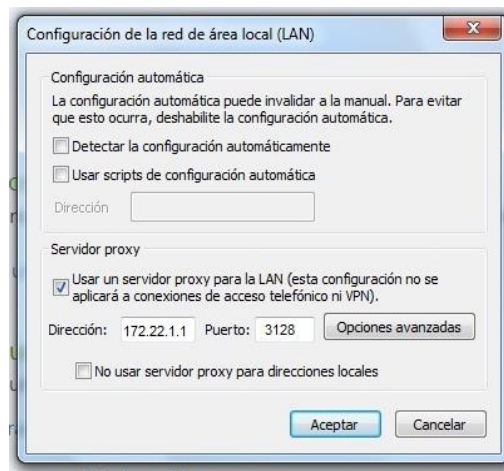 Configuración de la red de área local (LAN)
Configuración automática
La configuración automática puede invalidar a la manual. Para evitar
que esto ocurra, deshabilite la configuración automática.
Detectar la configuración automáticamente
Usar scripts de configuración automática
Dirección
Servidor proxy
Usar un servidor proxy para la LAN (esta configuración no se
aplicará a conexiones de acceso telefónico ni VPN).
Dirección: 172.22.1.1 Puerto: 3128 Opciones avanzadas
No usar servidor proxy para direcciones locales
Aceptar Cancelar